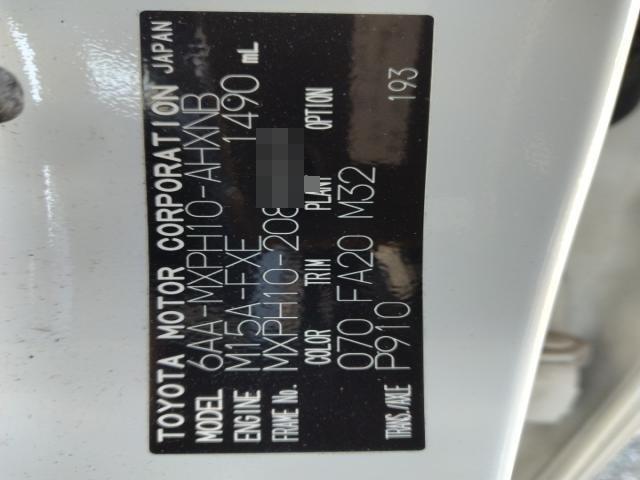 TOYOTA MOTOR CORPORATION JAPAN
MODEL 6AA-MXPH10-AHXNB
ENGINE M15A-FXE 1490 mL
FRAME No. MXPH10-208
COLOR TRIM PLANT OPTION
070 FA20 M32 193
TRANS./AXLE P910